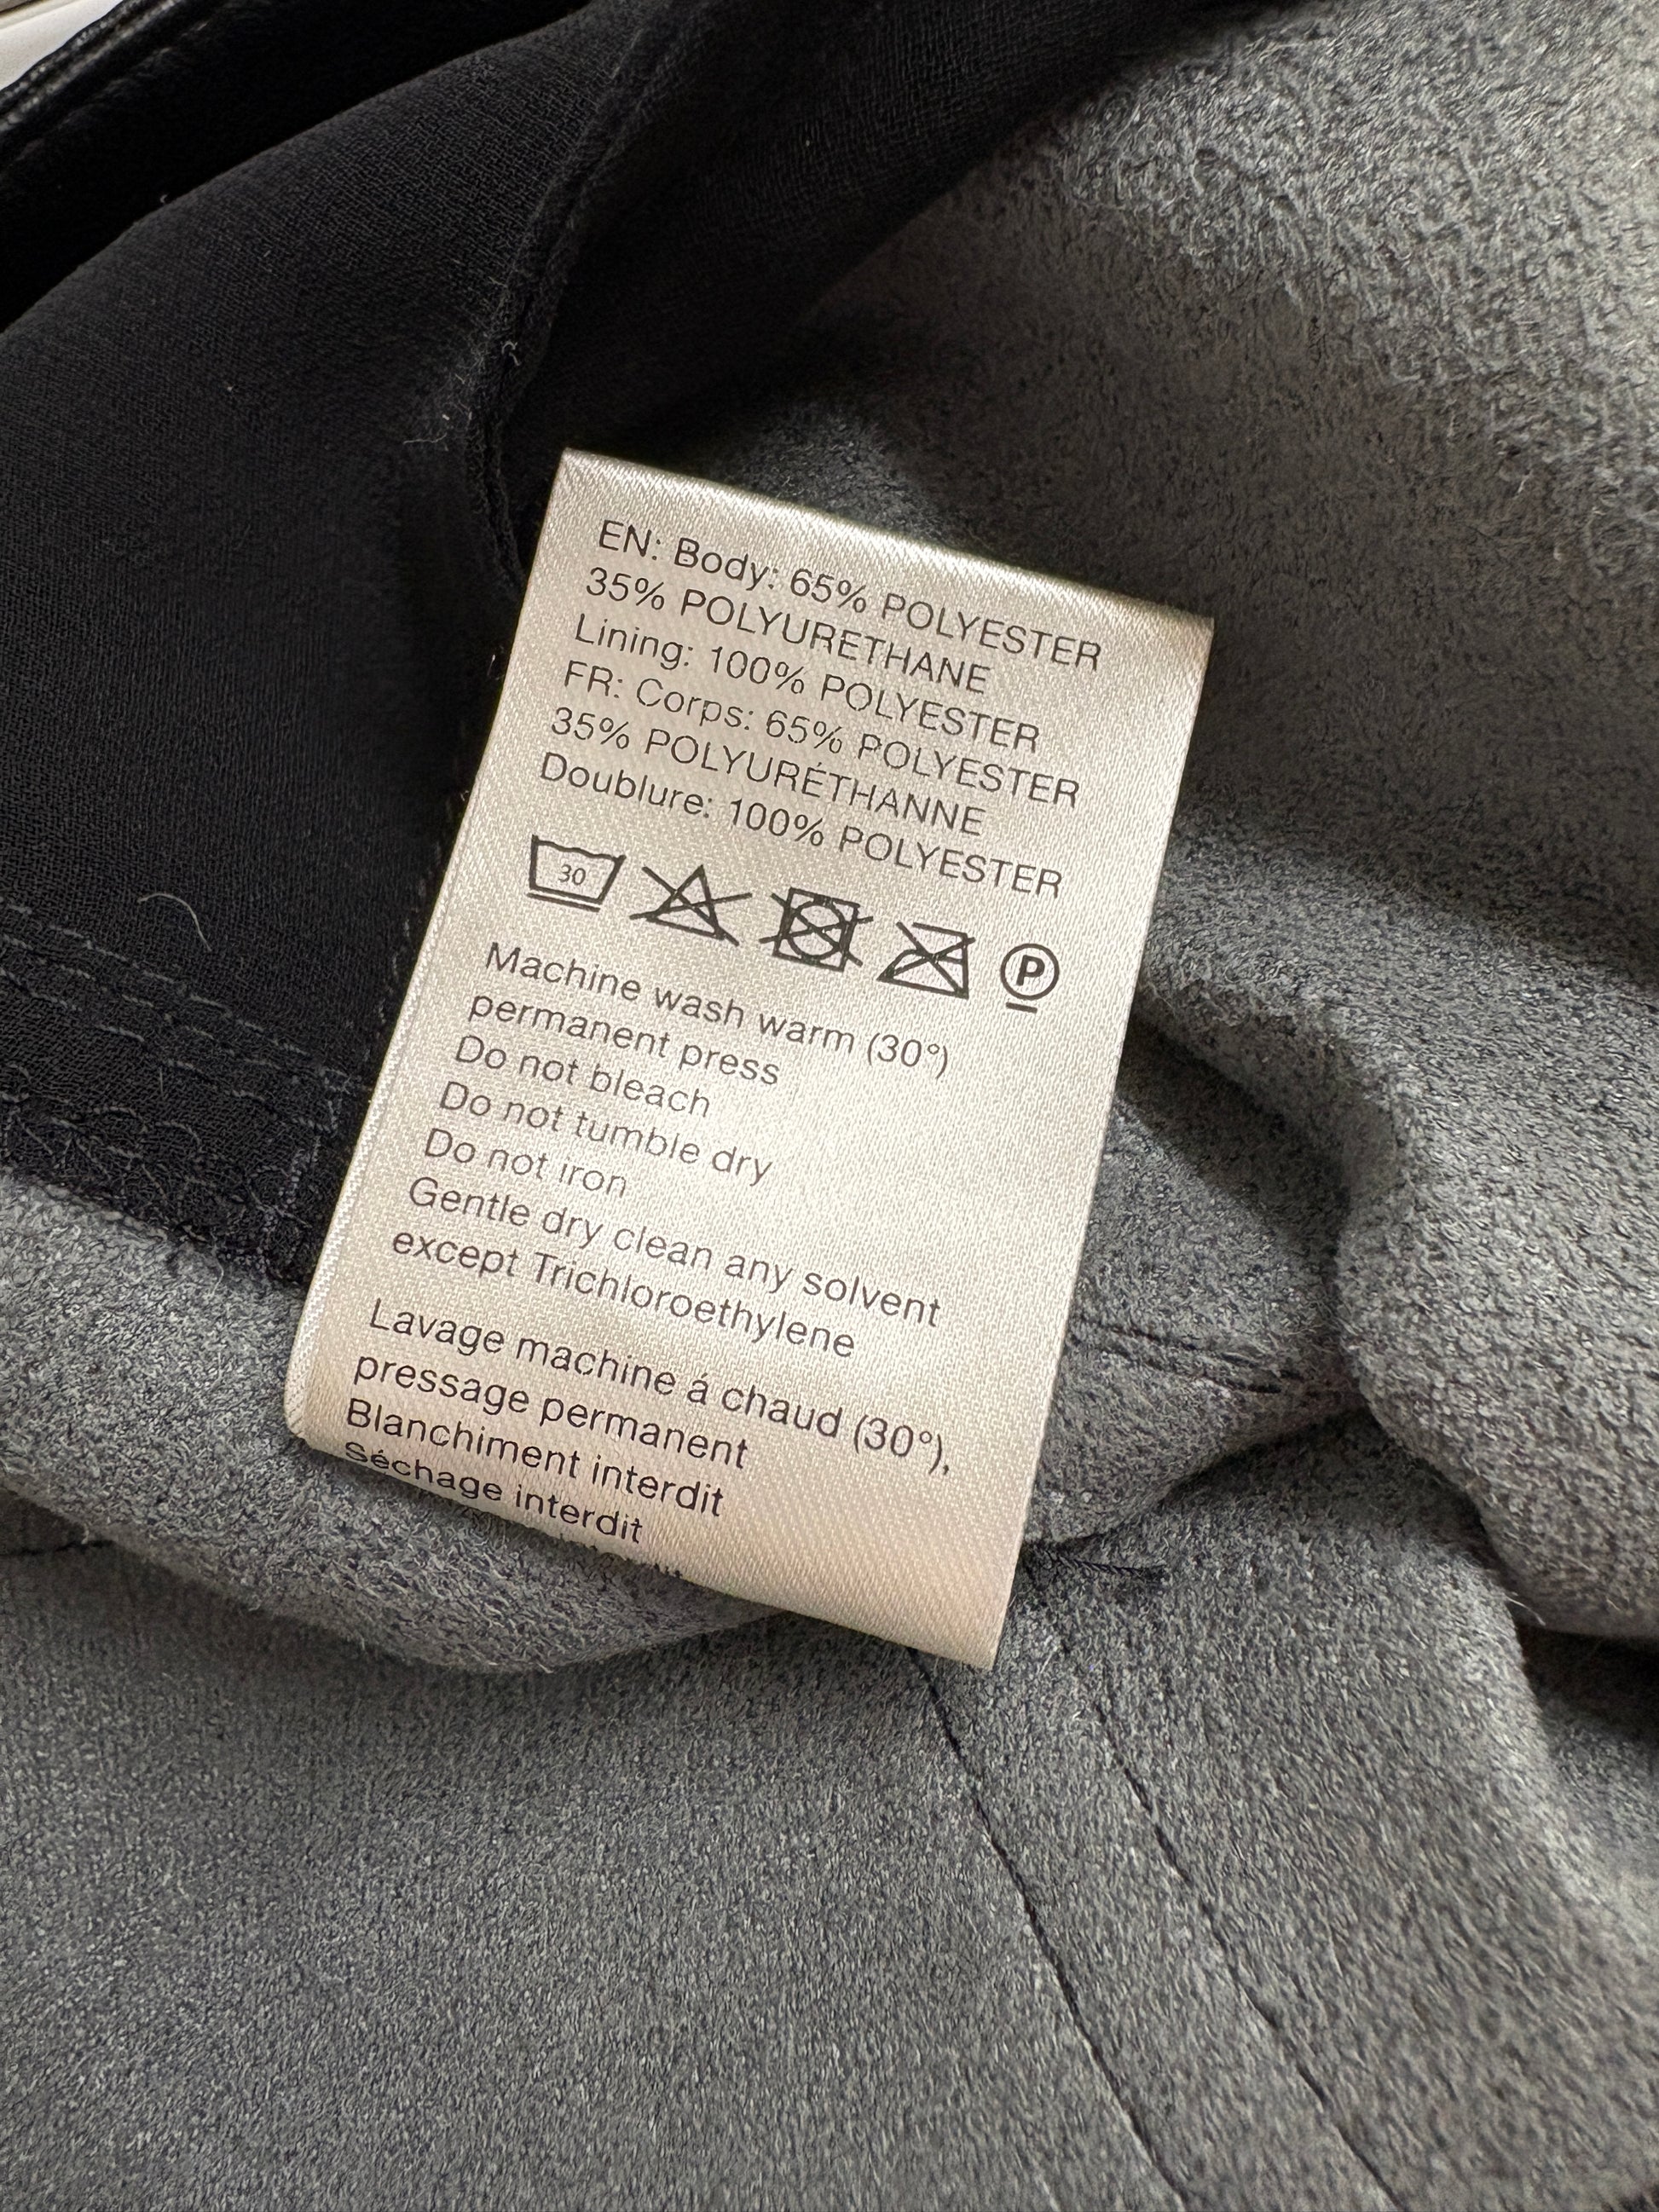 EN: Body: 65% POLYESTER
35% POLYURETHANE
Lining: 100% POLYESTER
FR: Corps: 65% POLYESTER
35% POLYURÉTHANNE
Doublure: 100% POLYESTER
30 P
Machine wash warm (30°)
permanent press
Do not bleach
Do not tumble dry
Do not iron
Gentle dry clean any solvent
except Trichloroethylene
Lavage machine á chaud (30°),
pressage permanent
Blanchiment interdit
Séchage interdit